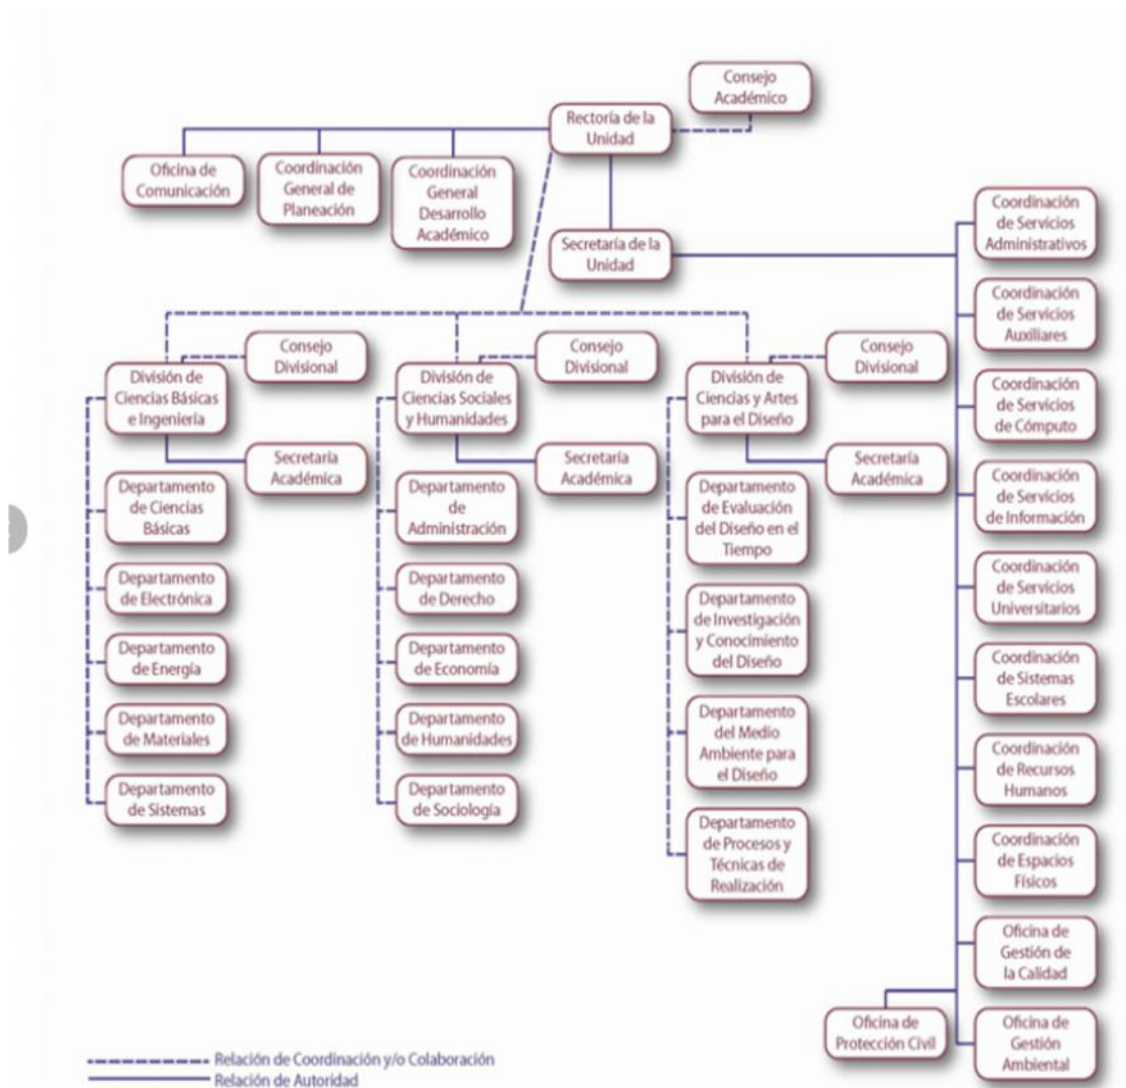 Consejo
Académico
Rectoría de la
Unidad
Oficina de
Comunicación
Coordinación
General de
Planeación
Coordinación
General
Desarrollo
Académico
Secretaría de la
Unidad
Coordinación
de Servicios
Administrativos
Coordinación
de Servicios
Auxiliares
Coordinación
de Servicios
de Cómputo
Coordinación
de Servicios
de Información
Coordinación
de Servicios
Universitarios
Coordinación
de Sistemas
Escolares
Coordinación
de Recursos
Humanos
Coordinación
de Espacios
Físicos
Oficina de
Gestión de
la Calidad
Oficina de
Gestión
Ambiental
Oficina de
Protección Civil
Consejo
Divisional
División de
Ciencias Básicas
e Ingeniería
Secretaría
Académica
Departamento
de Ciencias
Básicas
Departamento
de Electrónica
Departamento
de Energía
Departamento
de Materiales
Departamento
de Sistemas
Consejo
Divisional
División de
Ciencias Sociales
y Humanidades
Secretaría
Académica
Departamento
de
Administración
Departamento
de Derecho
Departamento
de Economía
Departamento
de Humanidades
Departamento
de Sociología
Consejo
Divisional
División de
Ciencias y Artes
para el Diseño
Secretaría
Académica
Departamento
de Evaluación
del Diseño en el
Tiempo
Departamento
de Investigación
y Conocimiento
del Diseño
Departamento
del Medio
Ambiente para
el Diseño
Departamento
de Procesos y
Técnicas de
Realización
Relación de Coordinación y/o Colaboración
Relación de Autoridad